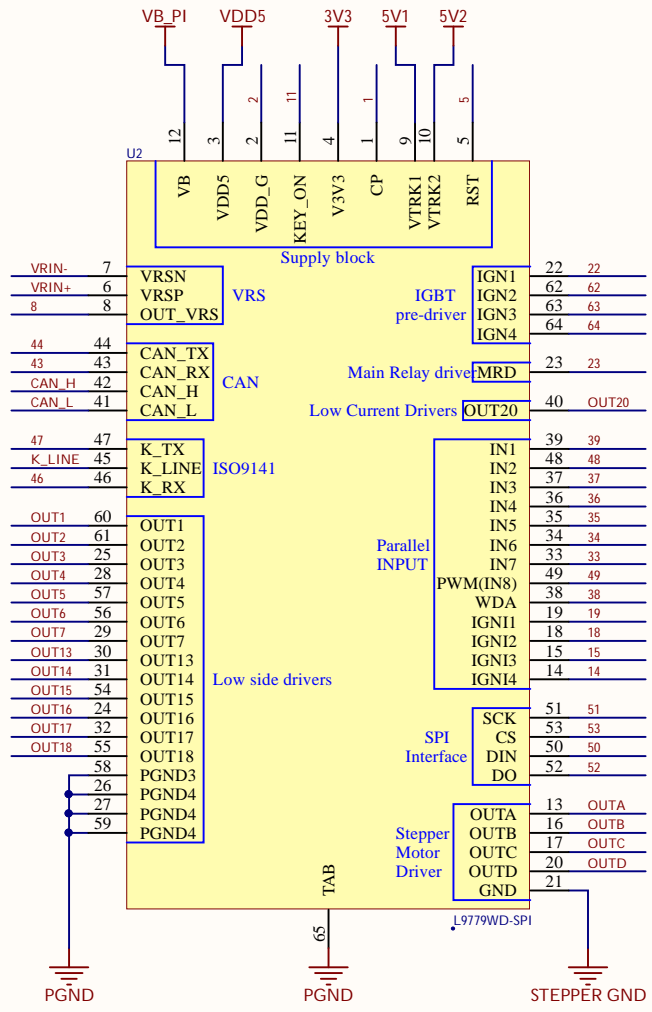 VB_PI VDD5 3V3 5V1 5V2
2 11 1 5
12 3 2 11 4 1 9 10 5
U2
VB VDD5 VDD_G KEY_ON V3V3 CP VTRK1 VTRK2 RST
Supply block
VRIN- 7 VRSN
VRIN+ 6 VRSP VRS
8 8 OUT_VRS
44 44 CAN_TX
43 43 CAN_RX
CAN_H 42 CAN_H CAN
CAN_L 41 CAN_L
47 47 K_TX
K_LINE 45 K_LINE ISO9141
46 46 K_RX
OUT1 60 OUT1
OUT2 61 OUT2
OUT3 25 OUT3
OUT4 28 OUT4
OUT5 57 OUT5
OUT6 56 OUT6
OUT7 29 OUT7
OUT13 30 OUT13
OUT14 31 OUT14 Low side drivers
OUT15 54 OUT15
OUT16 24 OUT16
OUT17 32 OUT17
OUT18 55 OUT18
58 PGND3
26 PGND4
27 PGND4
59 PGND4
IGN1 22 22
IGBT IGN2 62 62
pre-driver IGN3 63 63
IGN4 64 64
Main Relay driver MRD 23 23
Low Current Drivers OUT20 40 OUT20
IN1 39 39
IN2 48 48
IN3 37 37
IN4 36 36
IN5 35 35
Parallel IN6 34 34
INPUT IN7 33 33
PWM(IN8) 49 49
WDA 38 38
IGNI1 19 19
IGNI2 18 18
IGNI3 15 15
IGNI4 14 14
SCK 51 51
SPI CS 53 53
Interface DIN 50 50
DO 52 52
OUTA 13 OUTA
Stepper OUTB 16 OUTB
Motor OUTC 17 OUTC
Driver OUTD 20 OUTD
GND 21
TAB
65
L9779WD-SPI
PGND PGND STEPPER GND